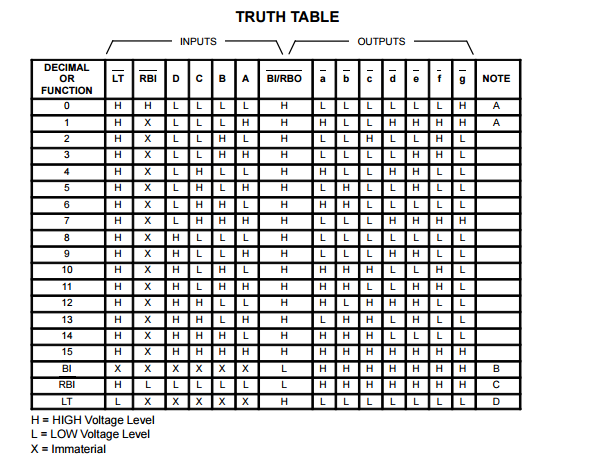 TRUTH TABLE
INPUTS OUTPUTS
DECIMAL OR FUNCTION LT RBI D C B A BI/RBO a b c d e f g NOTE
0 H H L L L L H L L L L L L H A
1 H X L L L H H H L L H H H H A
2 H X L L H L H L L H L L H L
3 H X L L H H H L L L L H H L
4 H X L H L L H H L L H H L L
5 H X L H L H H L H L L H L L
6 H X L H H L H H H L L L L L
7 H X L H H H H L L L H H H H
8 H X H L L L H L L L L L L L
9 H X H L L H H L L L H H L L
10 H X H L H L H H H H L L H L
11 H X H L H H H H H L L H H L
12 H X H H L L H H L H H H L L
13 H X H H L H H L H H L H L L
14 H X H H H L H H H H L L L L
15 H X H H H H H H H H H H H H
BI X X X X X X L H H H H H H H B
RBI H L L L L L L H H H H H H H C
LT L X X X X X H L L L L L L L D
H = HIGH Voltage Level
L = LOW Voltage Level
X = Immaterial